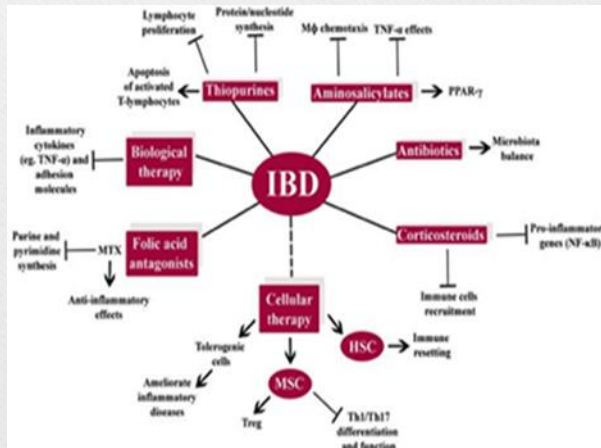 Lymphocyte
proliferation
Protein/nucleotide
synthesis
Mϕ chemotaxis
TNF-α effects
Apoptosis
of activated
T-lymphocytes
Thiopurines
Aminosalicylates
PPAR-γ
Inflammatory
cytokines
(eg. TNF-α) and
adhesion
molecules
Biological
therapy
IBD
Antibiotics
Microbiota
balance
Purine and
pyrimidine
synthesis
MTX
Folic acid
antagonists
Corticosteroids
Pro-inflammator
genes (NF-κB)
Anti-inflammatory
effects
Immune cells
recruitment
Cellular
therapy
Tolerogenic
cells
HSC
Immune
resetting
Ameliorate
inflammatory
diseases
MSC
Treg
Th1/Th17
differentiation
and function